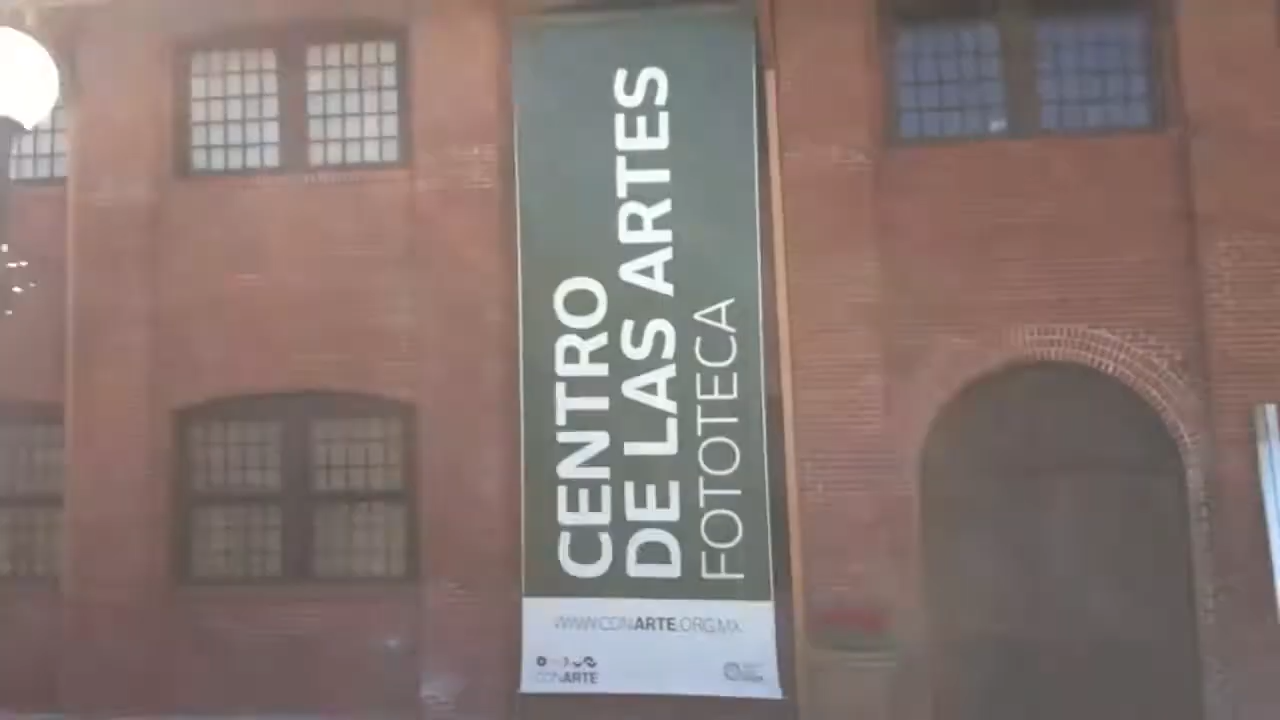 CENTRO
DE LAS ARTES
FOTOTECA
WWW.CONARTE.ORG.MX
CONARTE